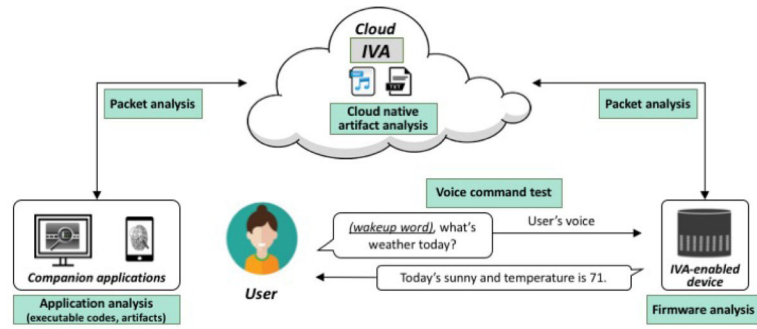 Cloud
IVA
TXT
Cloud native
artifact analysis
Packet analysis
Packet analysis
Voice command test
(wakeup word), what's
weather today?
User's voice
Today's sunny and temperature is 71.
Companion applications
User
IVA-enabled
device
Application analysis
(executable codes, artifacts)
Firmware analysis